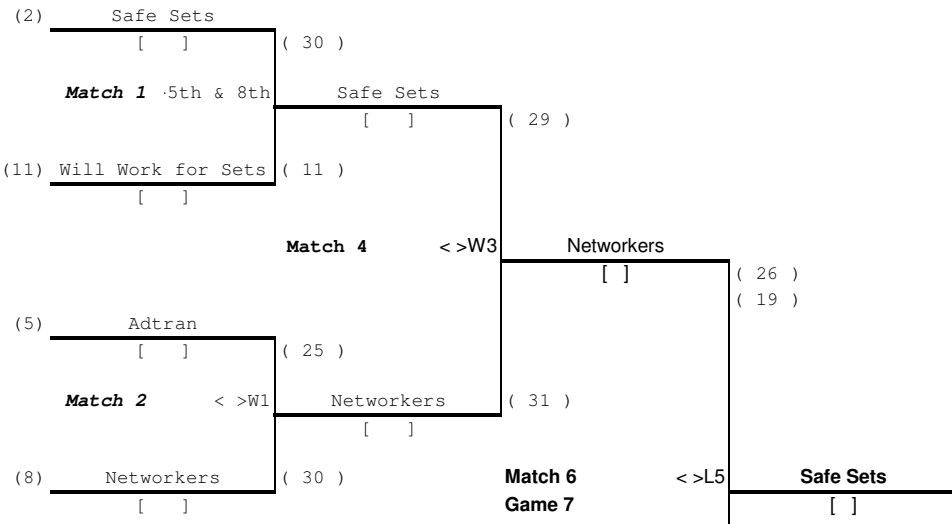 (2) Safe Sets
[ ] ( 30 )
Match 1 ·5th & 8th Safe Sets
[ ] ( 29 )
(11) Will Work for Sets ( 11 )
[ ]
Match 4 < >W3 Networkers
[ ] ( 26 )
( 19 )
(5) Adtran
[ ] ( 25 )
Match 2 < >W1 Networkers ( 31 )
[ ]
(8) Networkers ( 30 ) Match 6 < >L5 Safe Sets
[ ] Game 7 [ ]